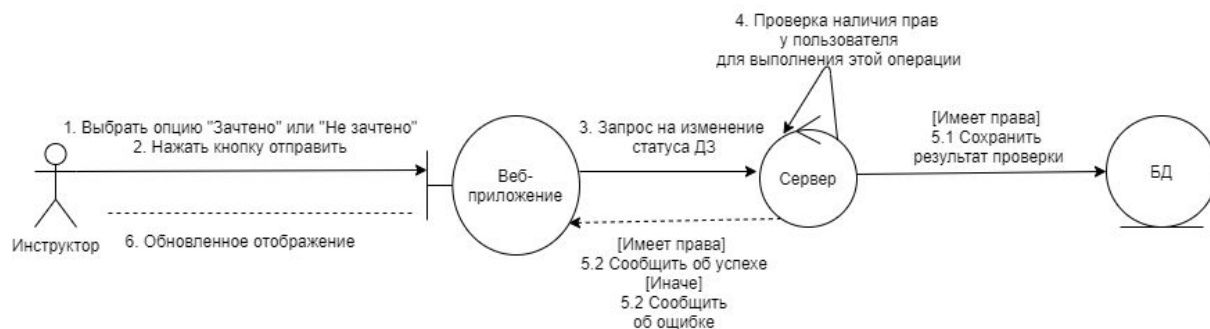 4. Проверка наличия прав
у пользователя
для выполнения этой операции
1. Выбрать опцию "Зачтено" или "Не зачтено"
2. Нажать кнопку отправить
3. Запрос на изменение
статуса ДЗ
[Имеет права]
5.1 Сохранить
результат проверки
Веб-
приложение
Сервер
БД
Инструктор
6. Обновленное отображение
[Имеет права]
5.2 Сообщить об успехе
[Иначе]
5.2 Сообщить
об ошибке